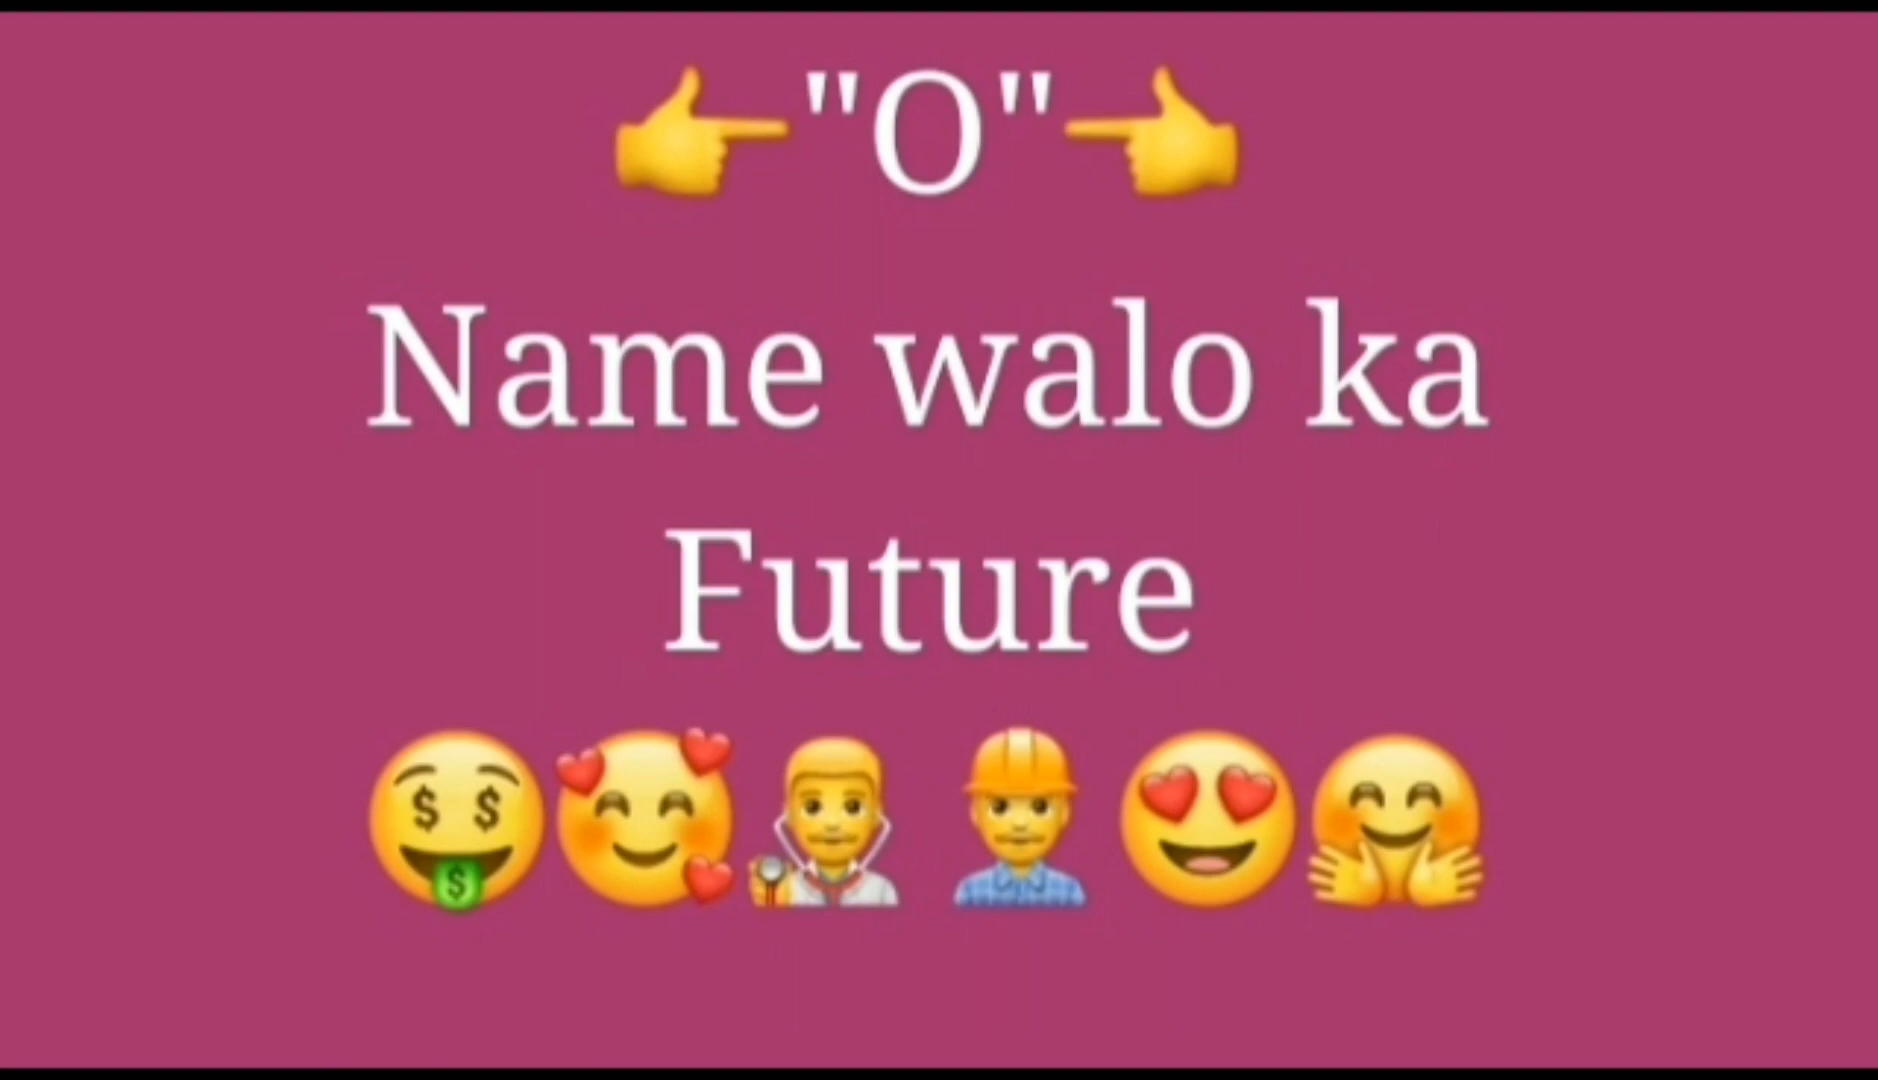 👉"O"👈
Name walo ka
Future
🤑🥰👨‍⚕️👷‍♂️😍🤗